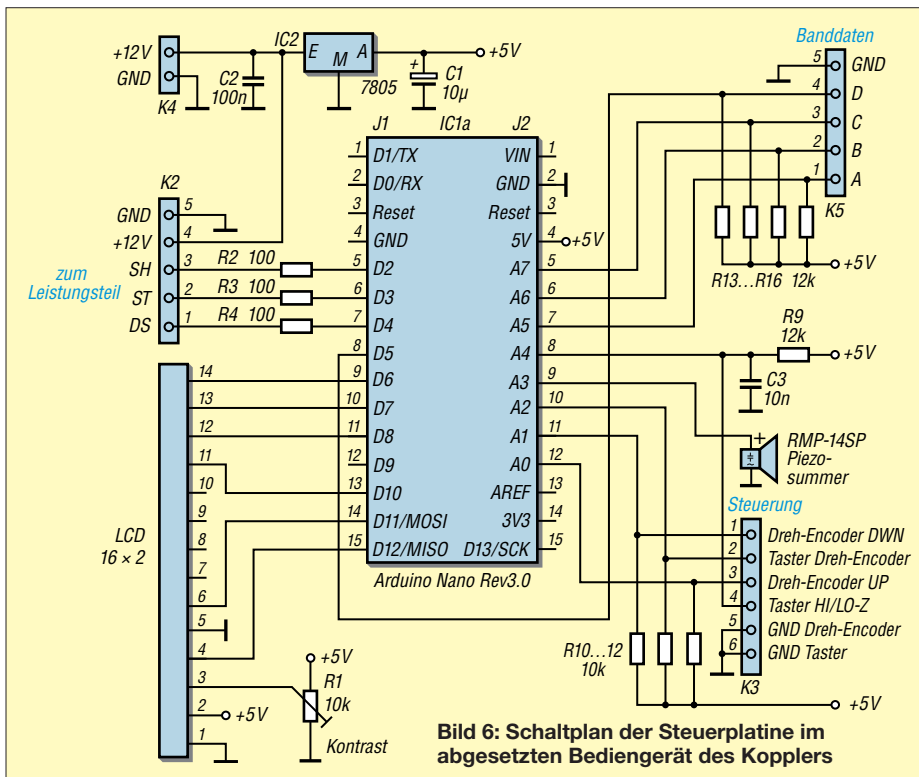 IC2
+12V
GND
K4
C2
100n
E M A
7805
+
C1
10µ
+5V
K2
GND 5
+12V 4
SH 3
ST 2
DS 1
zum
Leistungsteil
R2 100
R3 100
R4 100
J1 IC1a J2
1 D1/TX
2 D0/RX
3 Reset
4 GND
5 D2
6 D3
7 D4
8 D5
9 D6
10 D7
11 D8
12 D9
13 D10
14 D11/MOSI
15 D12/MISO
VIN 1
GND 2
Reset 3
5V 4
+5V
A7 5
A6 6
A5 7
A4 8
A3 9
A2 10
A1 11
A0 12
AREF 13
3V3 14
D13/SCK 15
Arduino Nano Rev3.0
Banddaten
5 GND
4 D
3 C
2 B
1 A
K5
+5V
R13...R16 12k
R9
12k
+5V
C3
10n
+
RMP-14SP
Piezo-
summer
Steuerung
1 Dreh-Encoder DWN
2 Taster Dreh-Encoder
3 Dreh-Encoder UP
4 Taster HI/LO-Z
5 GND Dreh-Encoder
6 GND Taster
K3
R10...12
10k
+5V
LCD
16 × 2
14
13
12
11
10
9
8
7
6
5
4
3
2
1
+5V
+5V
R1
10k
Kontrast
Bild 6: Schaltplan der Steuerplatine im
abgesetzten Bediengerät des Kopplers